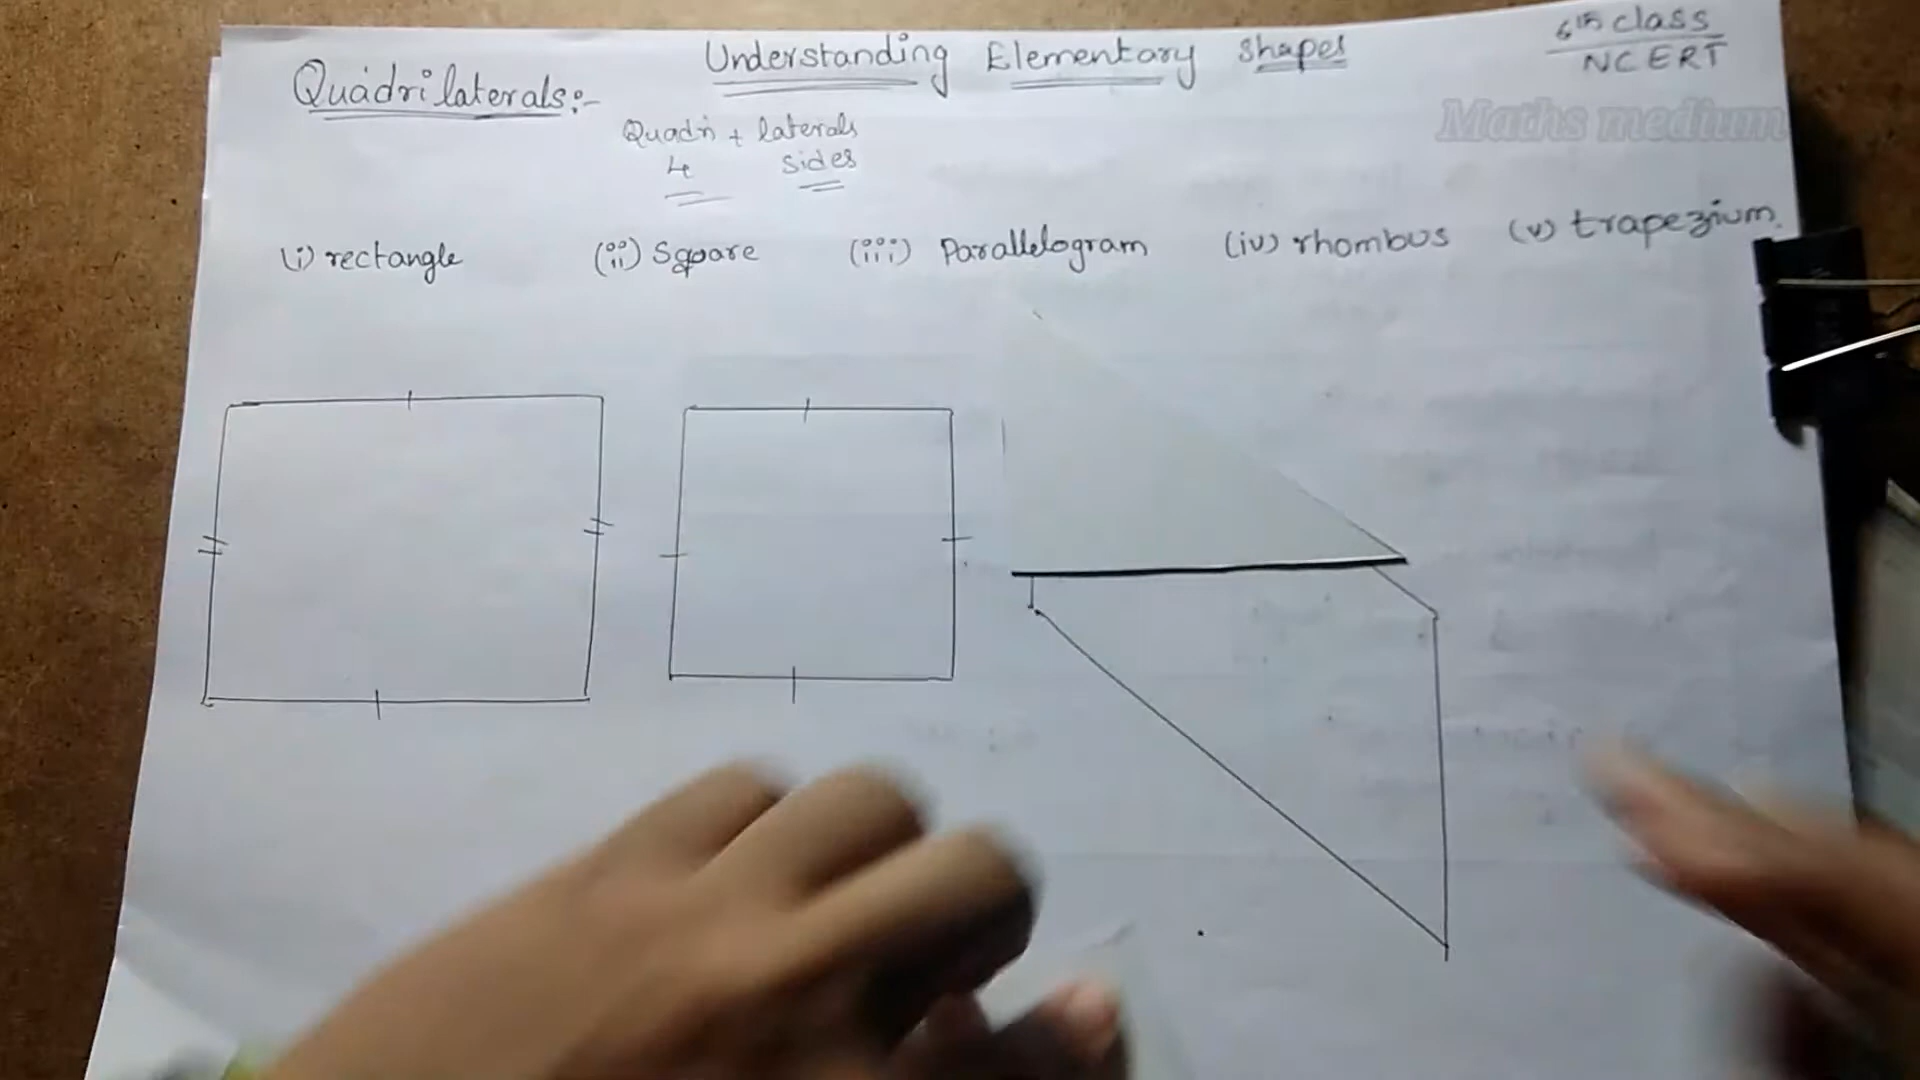 Understanding Elementary Shapes
6th class
NCERT
Quadrilaterals:-
Maths medium
Quadri + laterals
4 sides
(i) rectangle (ii) Square (iii) Parallelogram (iv) rhombus (v) trapezium.